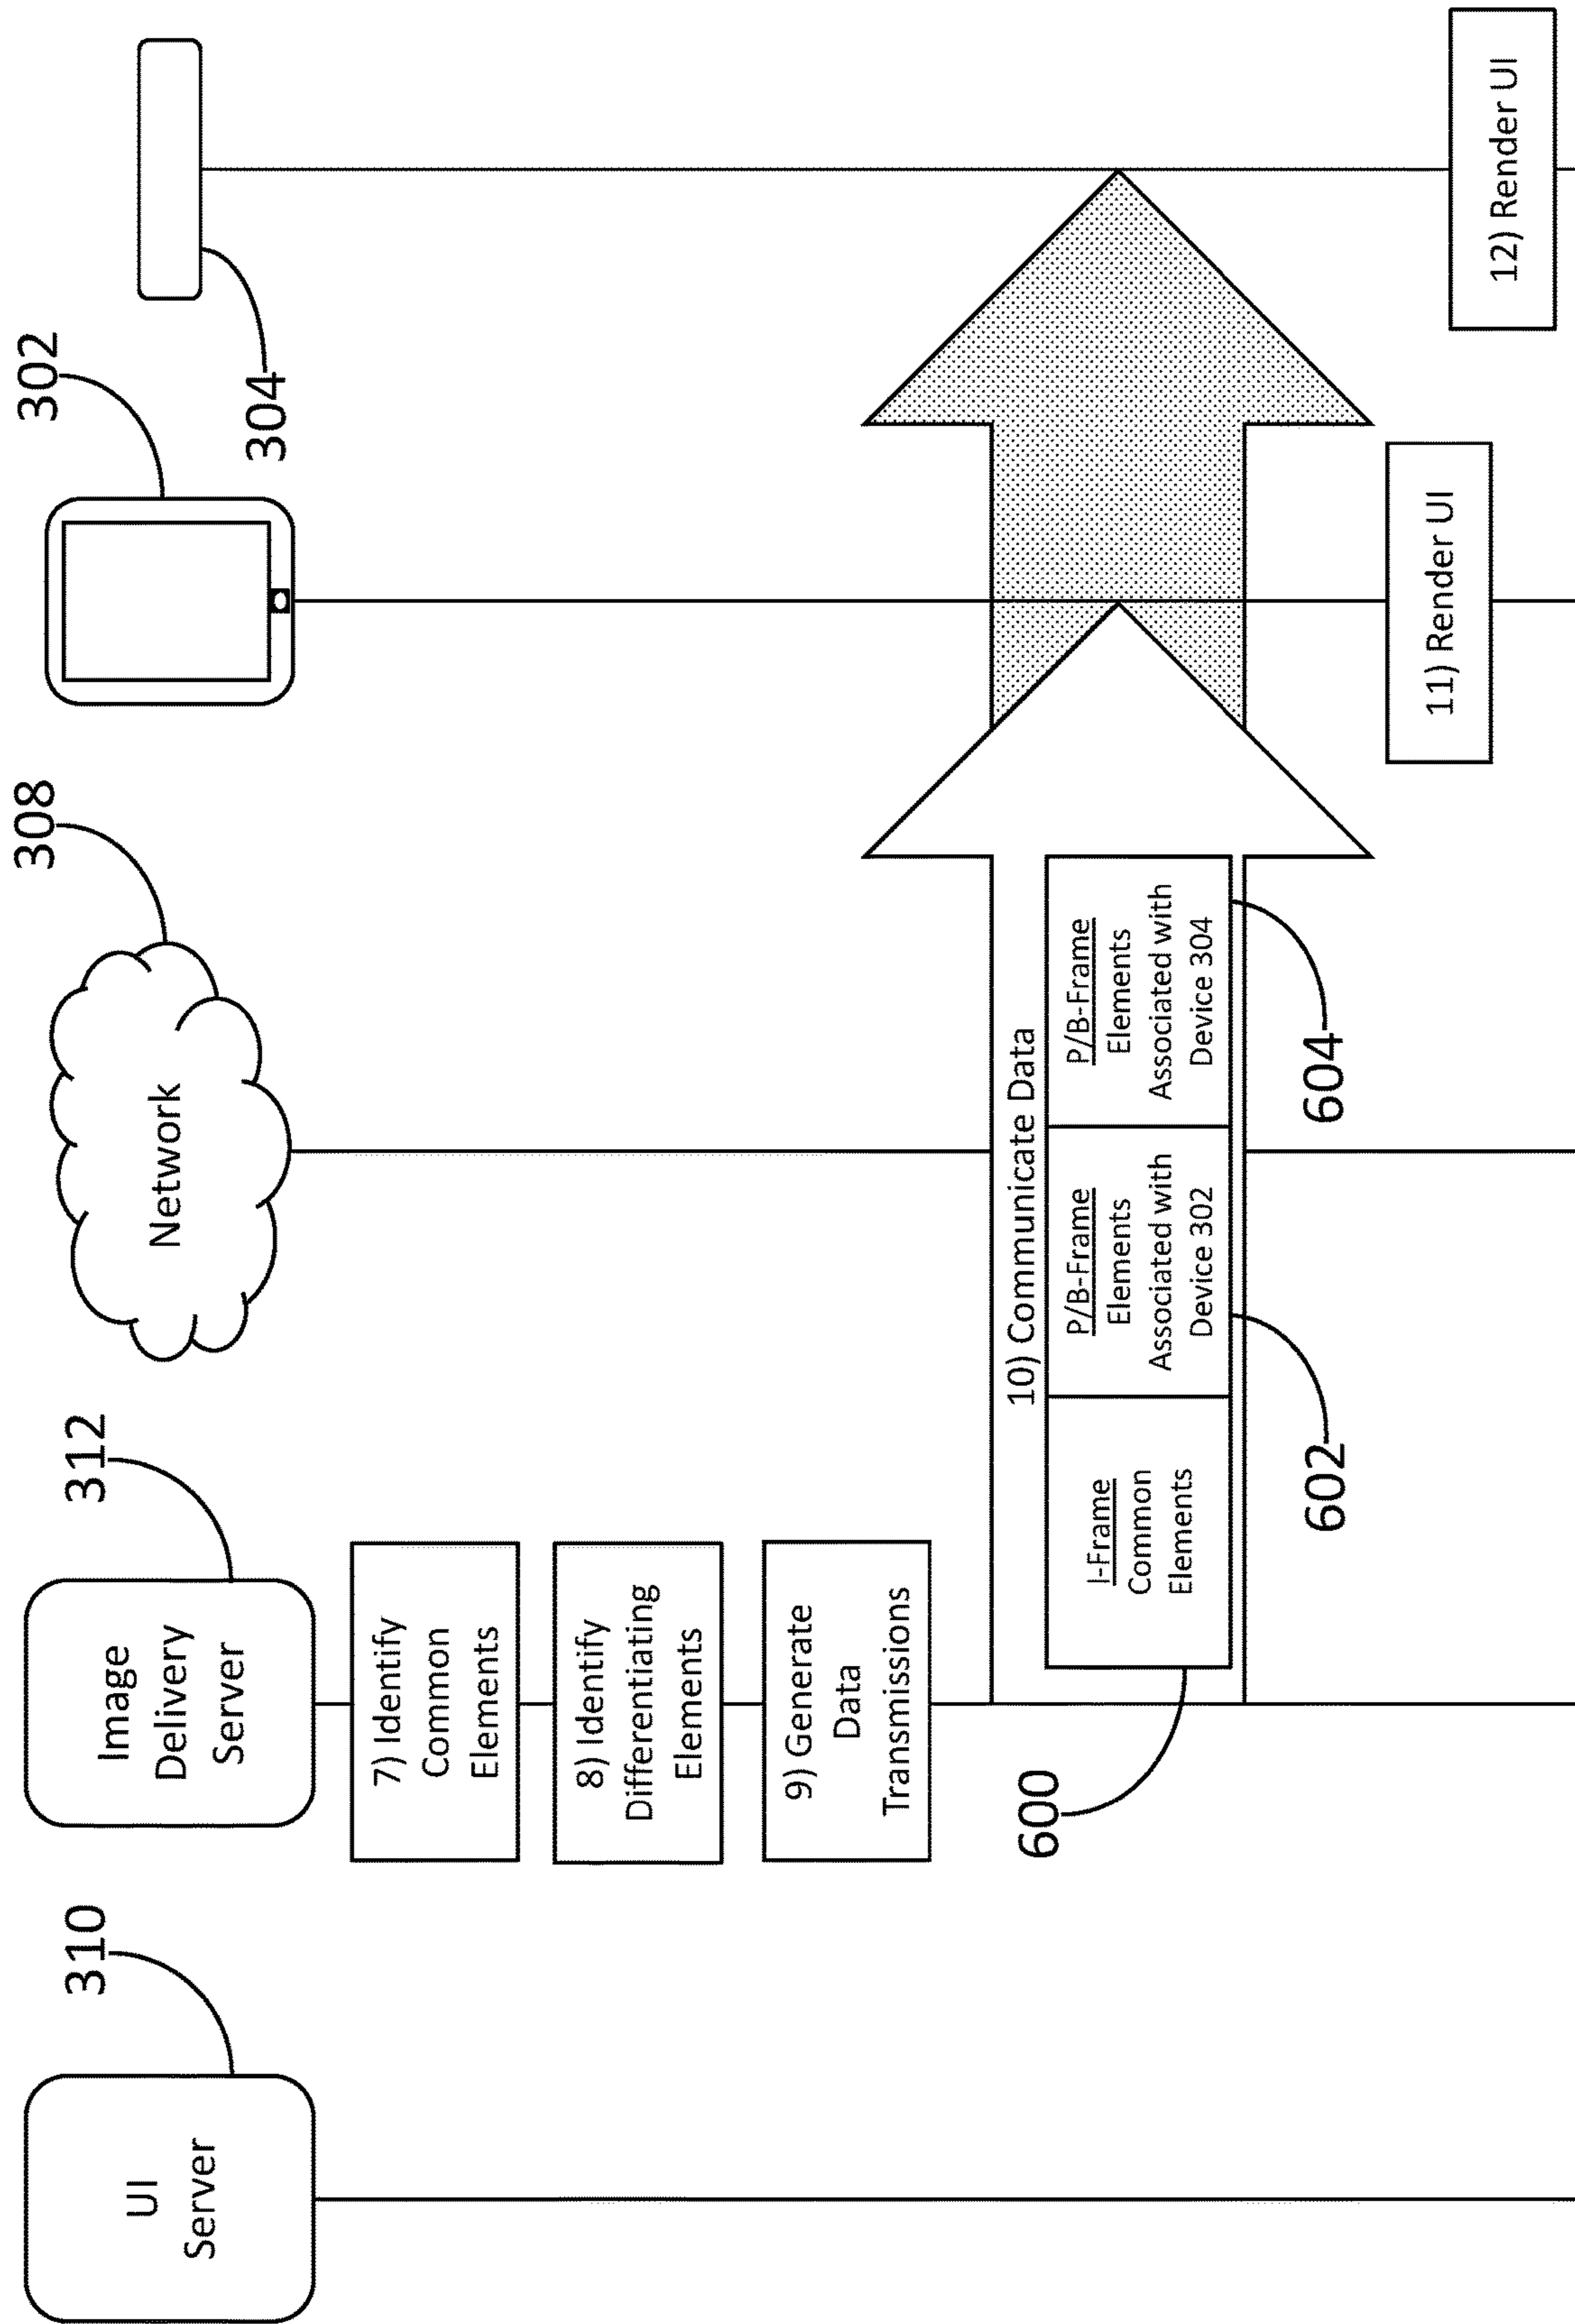 310
312
308
302
304
UI
Server
Image
Delivery
Server
Network
7) Identify
Common
Elements
8) Identify
Differentiating
Elements
9) Generate
Data
Transmissions
10) Communicate Data
600
I-Frame
Common
Elements
P/B-Frame
Elements
Associated with
Device 302
P/B-Frame
Elements
Associated with
Device 304
602
604
11) Render UI
12) Render UI